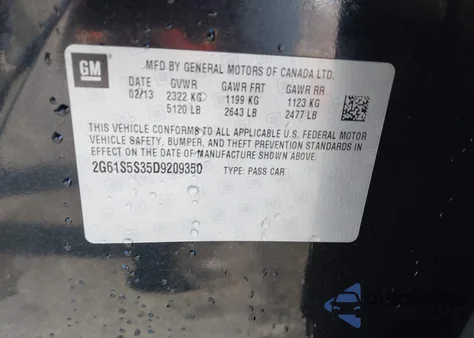 GM
MFD BY GENERAL MOTORS OF CANADA LTD.
DATE GVWR GAWR FRT GAWR RR
02/13 2322 KG 1199 KG 1123 KG
5120 LB 2643 LB 2477 LB
THIS VEHICLE CONFORMS TO ALL APPLICABLE U.S. FEDERAL MOTOR
VEHICLE SAFETY, BUMPER, AND THEFT PREVENTION STANDARDS IN
EFFECT ON THE DATE OF MANUFACTURE SHOWN ABOVE.
2G61S5S35D9209350 TYPE: PASS CAR